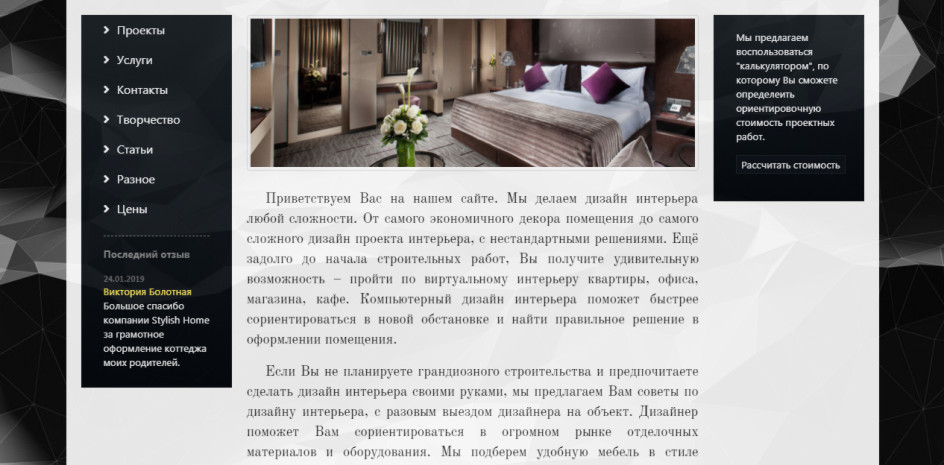 Проекты
Услуги
Контакты
Творчество
Статьи
Разное
Цены
Последний отзыв
24.01.2019
Виктория Болотная
Большое спасибо
компании Stylish Home
за грамотное
оформление коттеджа
моих родителей.
Приветствуем Вас на нашем сайте. Мы делаем дизайн интерьера
любой сложности. От самого экономичного декора помещения до самого
сложного дизайн проекта интерьера, с нестандартными решениями. Ещё
задолго до начала строительных работ, Вы получите удивительную
возможность – пройти по виртуальному интерьеру квартиры, офиса,
магазина, кафе. Компьютерный дизайн интерьера поможет быстрее
сориентироваться в новой обстановке и найти правильное решение в
оформлении помещения.
Если Вы не планируете грандиозного строительства и предпочитаете
сделать дизайн интерьера своими руками, мы предлагаем Вам советы по
дизайну интерьера, с разовым выездом дизайнера на объект. Дизайнер
поможет Вам сориентироваться в огромном рынке отделочных
материалов и оборудования. Мы подберем удобную мебель в стиле
Мы предлагаем
воспользоваться
"калькулятором", по
которому Вы сможете
определеить
ориентировочную
стоимость проектных
работ.
Рассчитать стоимость